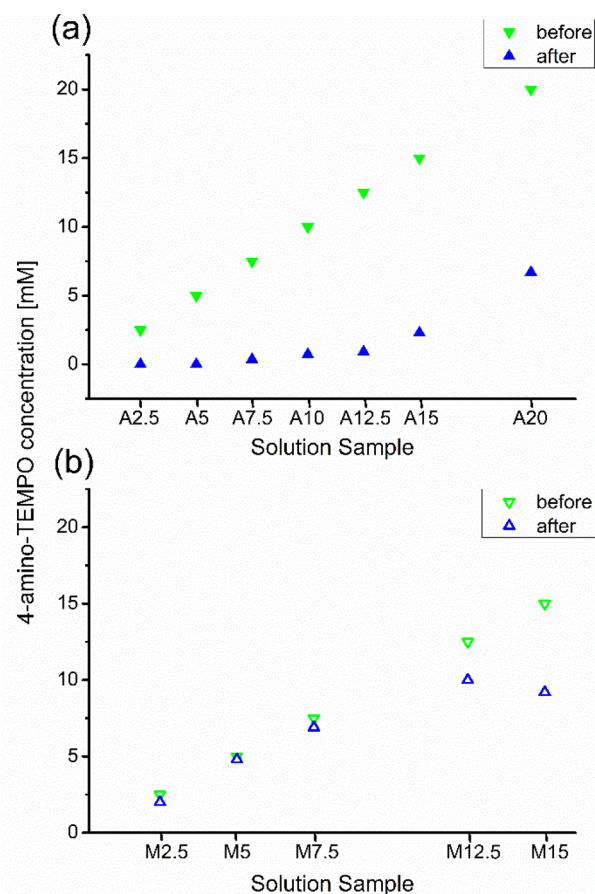 (a)
before
after
20
15
10
5
0
A2.5 A5 A7.5 A10 A12.5 A15 A20
Solution Sample
4-amino-TEMPO concentration [mM]
(b)
before
after
20
15
10
5
0
M2.5 M5 M7.5 M12.5 M15
Solution Sample